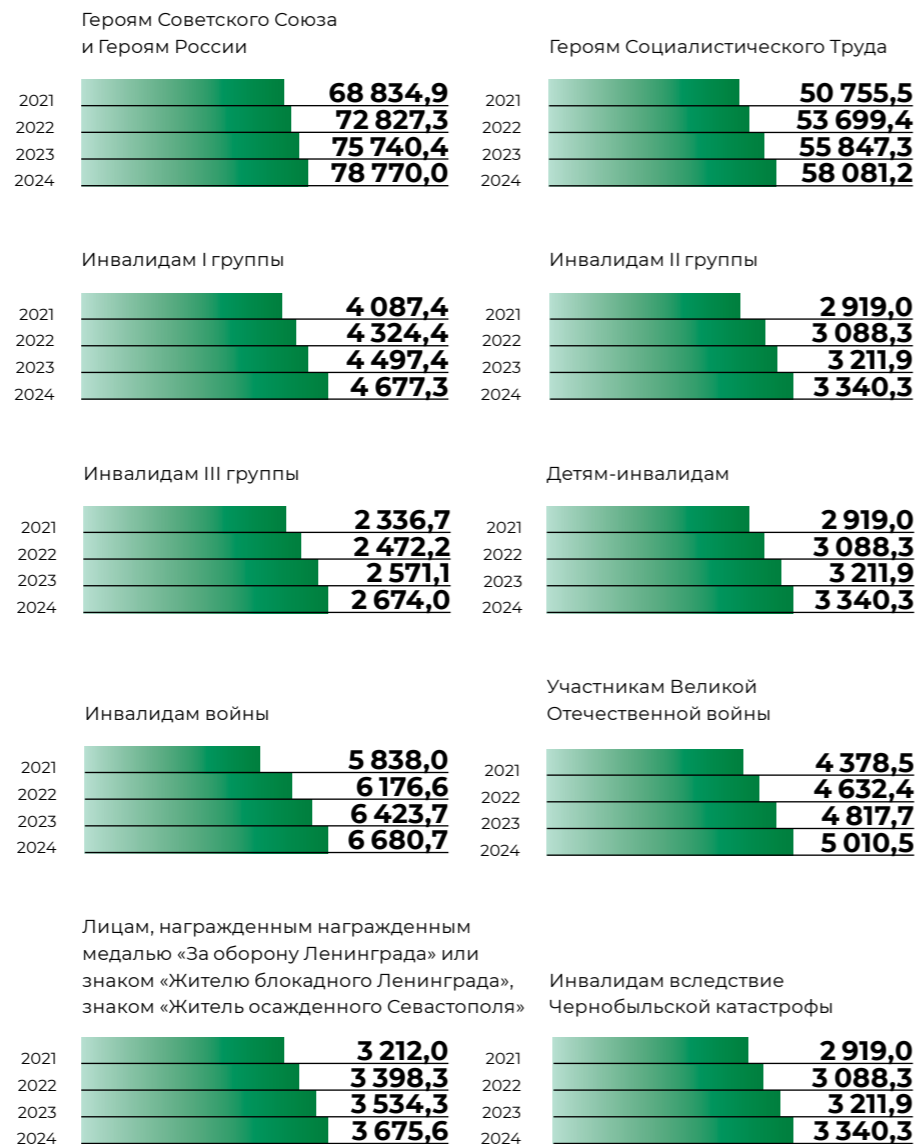 Героям Советского Союза
и Героям России
2021 68 834,9
2022 72 827,3
2023 75 740,4
2024 78 770,0
Героям Социалистического Труда
2021 50 755,5
2022 53 699,4
2023 55 847,3
2024 58 081,2
Инвалидам I группы
2021 4 087,4
2022 4 324,4
2023 4 497,4
2024 4 677,3
Инвалидам II группы
2021 2 919,0
2022 3 088,3
2023 3 211,9
2024 3 340,3
Инвалидам III группы
2021 2 336,7
2022 2 472,2
2023 2 571,1
2024 2 674,0
Детям-инвалидам
2021 2 919,0
2022 3 088,3
2023 3 211,9
2024 3 340,3
Инвалидам войны
2021 5 838,0
2022 6 176,6
2023 6 423,7
2024 6 680,7
Участникам Великой
Отечественной войны
2021 4 378,5
2022 4 632,4
2023 4 817,7
2024 5 010,5
Лицам, награжденным награжденным
медалью «За оборону Ленинграда» или
знаком «Жителю блокадного Ленинграда»,
знаком «Житель осажденного Севастополя»
2021 3 212,0
2022 3 398,3
2023 3 534,3
2024 3 675,6
Инвалидам вследствие
Чернобыльской катастрофы
2021 2 919,0
2022 3 088,3
2023 3 211,9
2024 3 340,3